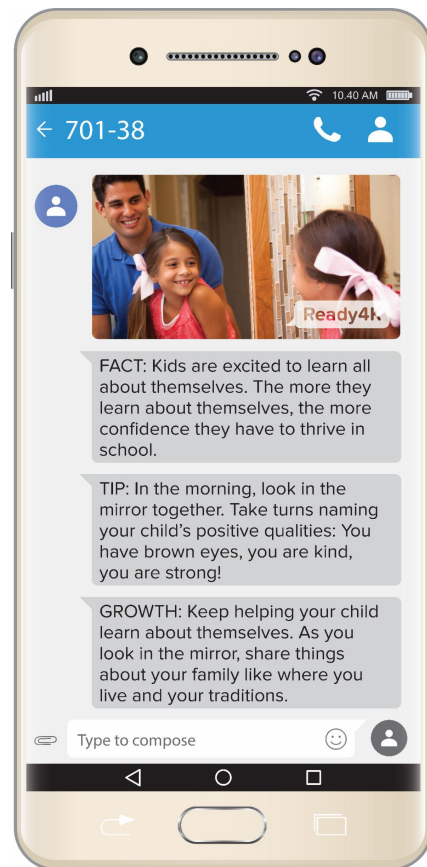 10.40 AM
701-38
Ready4K
FACT: Kids are excited to learn all
about themselves. The more they
learn about themselves, the more
confidence they have to thrive in
school.
TIP: In the morning, look in the
mirror together. Take turns naming
your child’s positive qualities: You
have brown eyes, you are kind,
you are strong!
GROWTH: Keep helping your child
learn about themselves. As you
look in the mirror, share things
about your family like where you
live and your traditions.
Type to compose